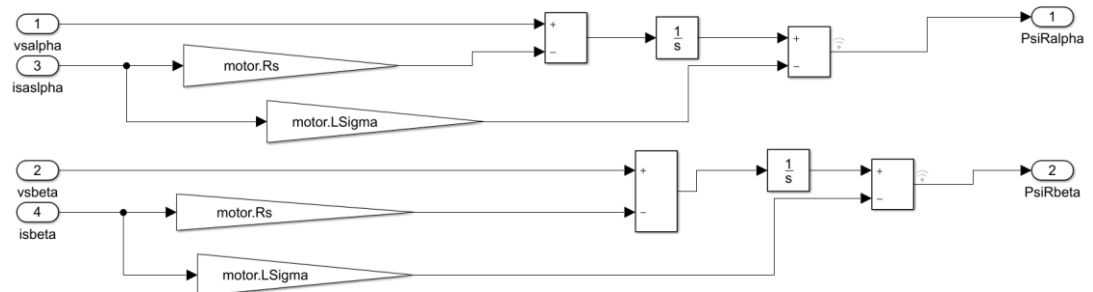 1
vsalpha
3
isaslpha
motor.Rs
motor.LSigma
+
−
1
s
+
−
1
PsiRalpha
2
vsbeta
4
isbeta
motor.Rs
motor.LSigma
+
−
1
s
+
−
2
PsiRbeta